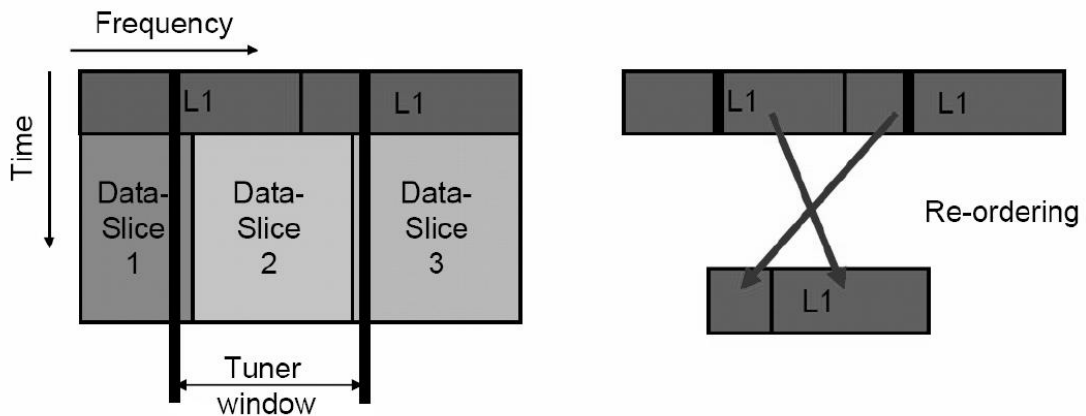 Frequency
Time
L1
L1
Data-
Slice
1
Data-
Slice
2
Data-
Slice
3
Tuner
window
L1
L1
Re-ordering
L1